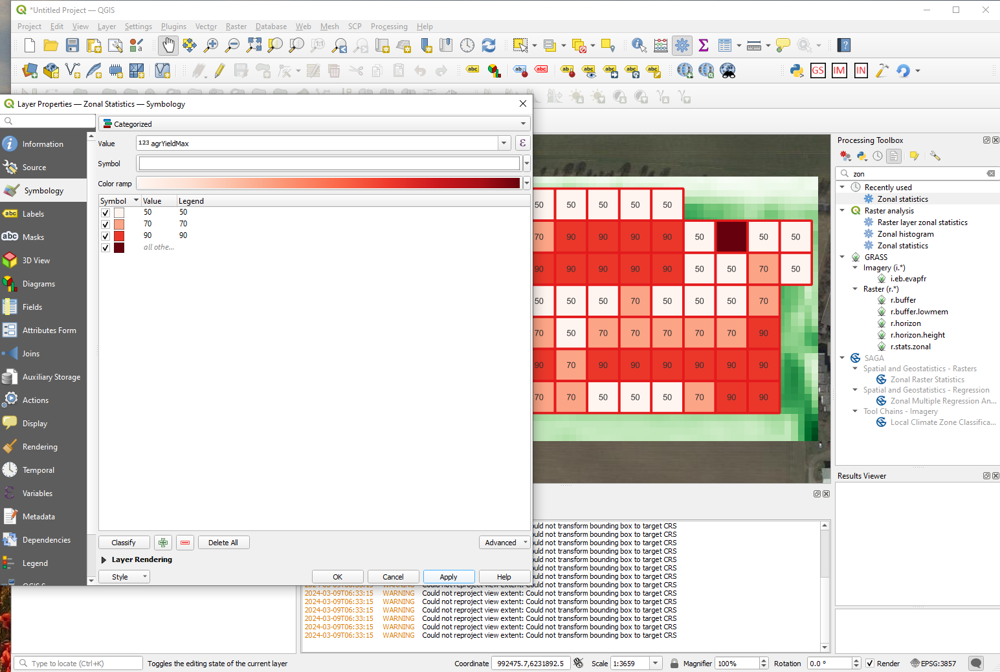 *Untitled Project — QGIS
Project Edit View Layer Settings Plugins Vector Raster Database Web Mesh SCP Processing Help
GS IM IN
Layer Properties — Zonal Statistics — Symbology
Categorized
Value 123 agrYieldMax
Symbol
Color ramp
Symbol Value Legend
50 50
70 70
90 90
all othe...
Information
Source
Symbology
Labels
Masks
3D View
Diagrams
Fields
Attributes Form
Joins
Auxiliary Storage
Actions
Display
Rendering
Temporal
Variables
Metadata
Dependencies
Legend
Classify Delete All Advanced
Layer Rendering
Style OK Cancel Apply Help
50 50 50 50 50
70 90 90 90 90 50 50 50
90 90 90 90 90 50 50 70 50
50 50 50 70 50 50 50 70
70 50 70 70 70 70 70 90
90 70 90 90 90 90 90 90
70 70 50 50 50 70 90 90
Processing Toolbox
zon
Recently used
Zonal statistics
Raster analysis
Raster layer zonal statistics
Zonal histogram
Zonal statistics
GRASS
Imagery (i.*)
i.eb.evapfr
Raster (r.*)
r.buffer
r.buffer.lowmem
r.horizon
r.horizon.height
r.stats.zonal
SAGA
Spatial and Geostatistics - Rasters
Zonal Raster Statistics
Spatial and Geostatistics - Regression
Zonal Multiple Regression An...
Tool Chains - Imagery
Local Climate Zone Classifica...
Results Viewer
ould not transform bounding box to target CRS
ould not transform bounding box to target CRS
ould not transform bounding box to target CRS
ould not transform bounding box to target CRS
ould not transform bounding box to target CRS
ould not transform bounding box to target CRS
ould not transform bounding box to target CRS
2024-03-09T06:33:15 WARNING Could not reproject view extent: Could not transform bounding box to target CRS
2024-03-09T06:33:15 WARNING Could not reproject view extent: Could not transform bounding box to target CRS
2024-03-09T06:33:15 WARNING Could not reproject view extent: Could not transform bounding box to target CRS
2024-03-09T06:33:15 WARNING Could not reproject view extent: Could not transform bounding box to target CRS
2024-03-09T06:33:15 WARNING Could not reproject view extent: Could not transform bounding box to target CRS
2024-03-09T06:33:15 WARNING Could not reproject view extent: Could not transform bounding box to target CRS
2024-03-09T06:33:15 WARNING Could not reproject view extent: Could not transform bounding box to target CRS
Type to locate (Ctrl+K) Toggles the editing state of the current layer Coordinate 992475.7,6231892.5 Scale 1:3659 Magnifier 100% Rotation 0.0 ° Render EPSG:3857